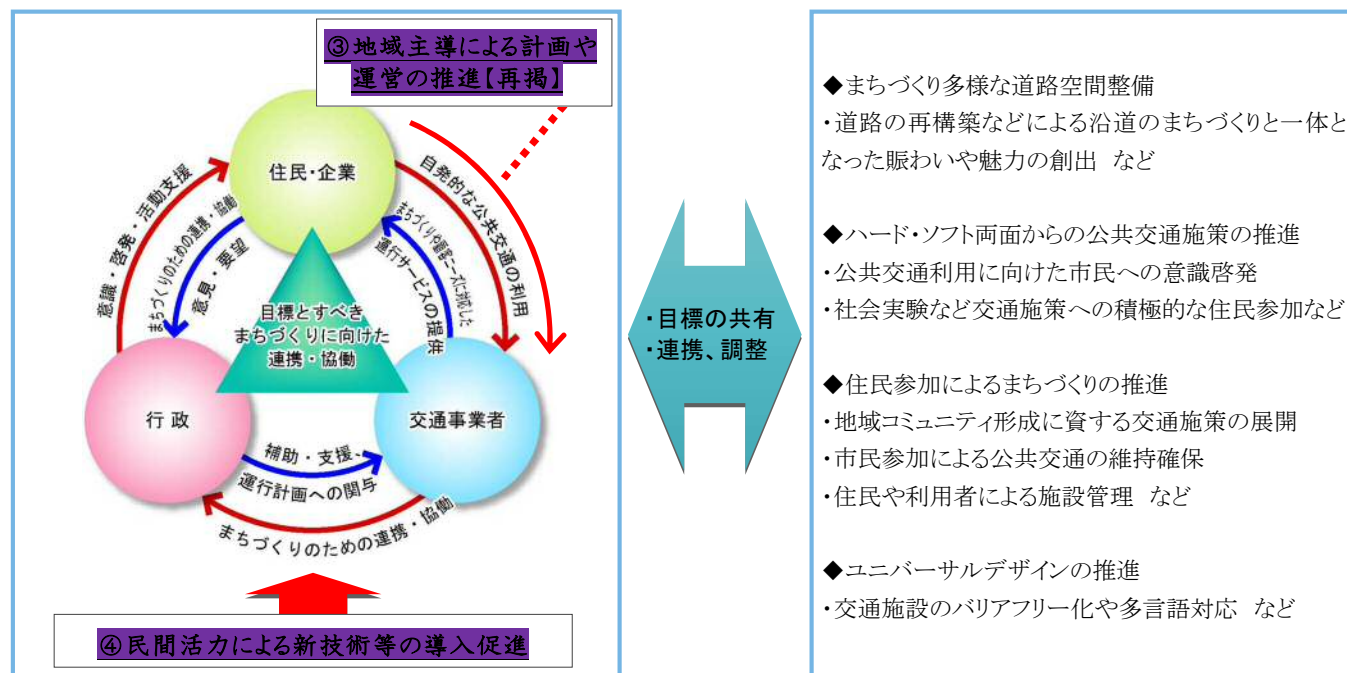 ③地域主導による計画や
運営の推進【再掲】
住民・企業
意識・啓発・活動支援
まちづくりのための連携・協働
意見・要望
自発的な公共交通の利用
まちづくりや顧客ニーズに対応した
運行サービスの提供
目標とすべき
まちづくりに向けた
連携・協働
行政
交通事業者
補助・支援、
運行計画への関与
まちづくりのための連携・協働
④民間活力による新技術等の導入促進
・目標の共有
・連携、調整
◆まちづくり多様な道路空間整備
・道路の再構築などによる沿道のまちづくりと一体と
なった賑わいや魅力の創出 など
◆ハード・ソフト両面からの公共交通施策の推進
・公共交通利用に向けた市民への意識啓発
・社会実験など交通施策への積極的な住民参加など
◆住民参加によるまちづくりの推進
・地域コミュニティ形成に資する交通施策の展開
・市民参加による公共交通の維持確保
・住民や利用者による施設管理 など
◆ユニバーサルデザインの推進
・交通施設のバリアフリー化や多言語対応 など